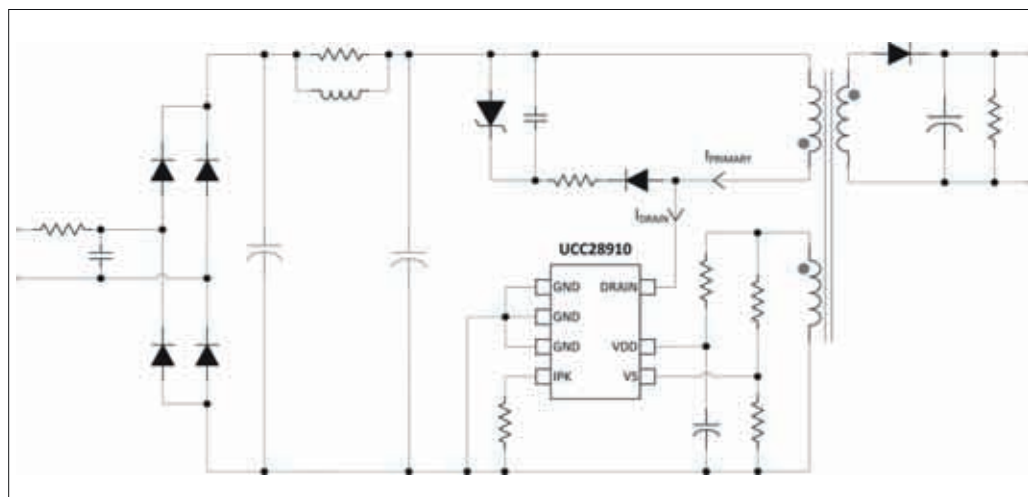 IPRIMARY
IDRAIN
UCC28910
GND DRAIN
GND
GND VDD
IPK VS